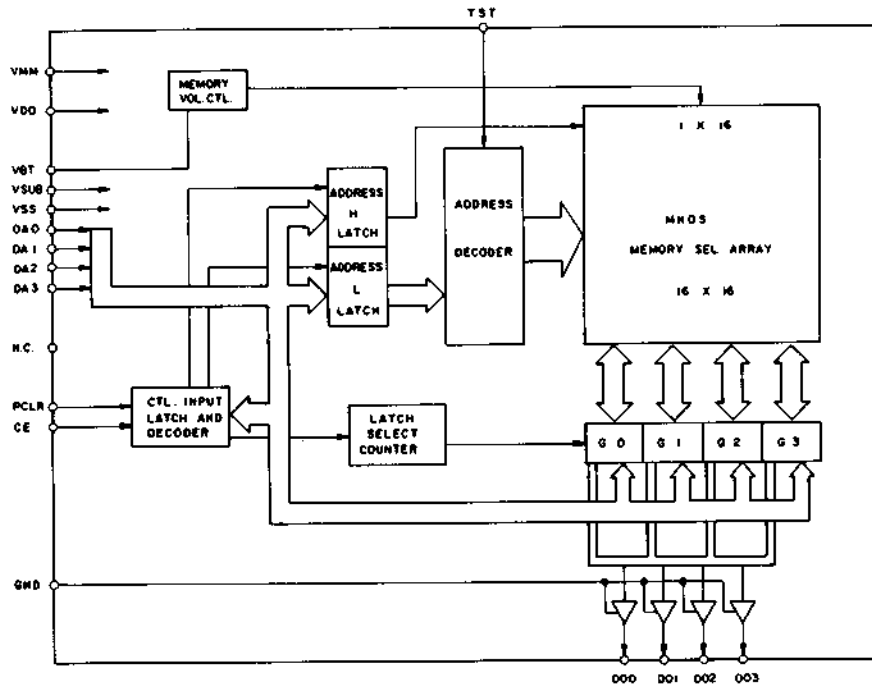 TST
VMM
VDD
VBT
VSUB
VSS
DA0
DA1
DA2
DA3
N.C.
PCLR
CE
GND
MEMORY
VOL.CTL.
ADDRESS
H
LATCH
ADDRESS
L
LATCH
ADDRESS
DECODER
1 X 16
MNOS
MEMORY SEL ARRAY
16 X 16
CTL. INPUT
LATCH AND
DECODER
LATCH
SELECT
COUNTER
G 0
G 1
G 2
G 3
DO0
DO1
DO2
DO3